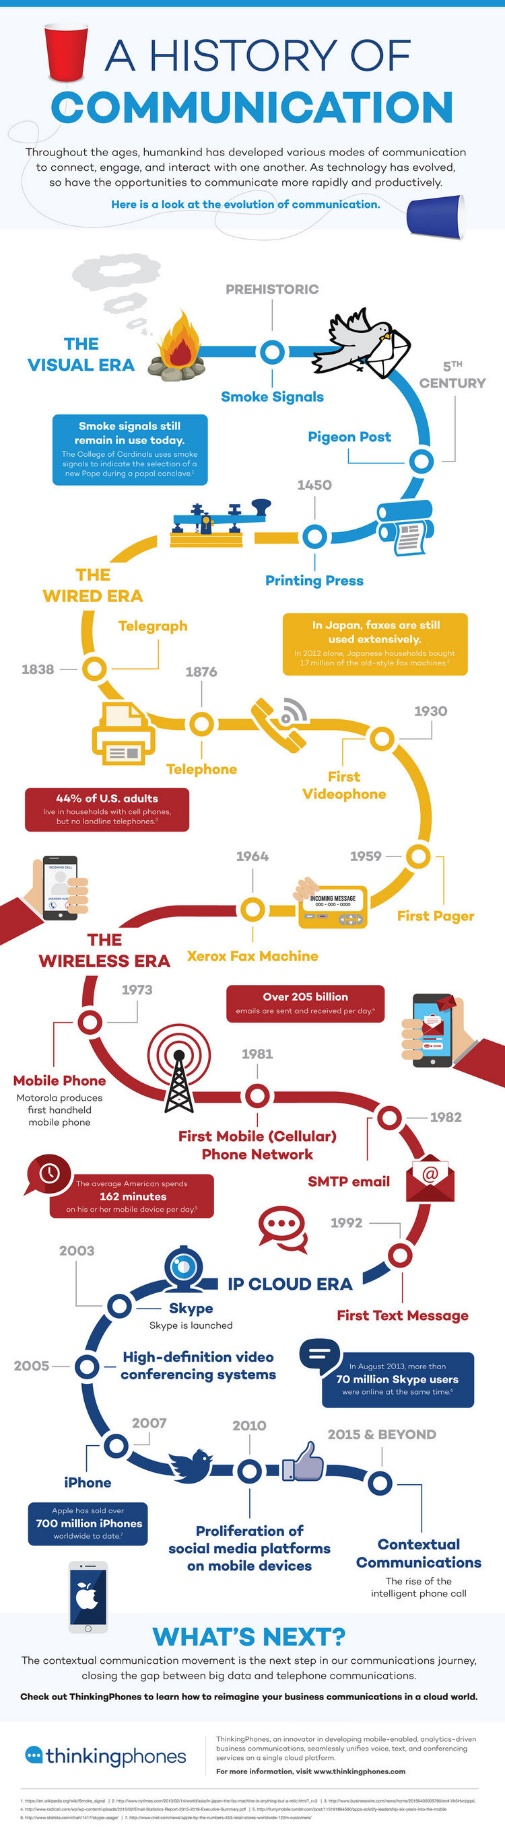 A HISTORY OF
COMMUNICATION
Throughout the ages, humankind has developed various modes of communication
to connect, engage, and interact with one another. As technology has evolved,
so have the opportunities to communicate more rapidly and productively.
Here is a look at the evolution of communication.
PREHISTORIC
THE
VISUAL ERA
Smoke Signals
5TH
CENTURY
Pigeon Post
Smoke signals still
remain in use today.
The College of Cardinals uses smoke
signals to indicate the selection of a
new Pope during a papal conclave.¹
1450
Printing Press
THE
WIRED ERA
Telegraph
1838
In Japan, faxes are still
used extensively.
In 2012 alone, Japanese households bought
1.7 million of the old-style fax machines.²
1876
Telephone
1930
First
Videophone
44% of U.S. adults
live in households with cell phones,
but no landline telephones.³
INCOMING CALL
1964
1959
INCOMING MESSAGE
000 - 000 - 0000
First Pager
Xerox Fax Machine
THE
WIRELESS ERA
1973
Over 205 billion
emails are sent and received per day.⁴
Mobile Phone
Motorola produces
first handheld
mobile phone
1981
First Mobile (Cellular)
Phone Network
1982
SMTP email
@
The average American spends
162 minutes
on his or her mobile device per day.⁵
1992
First Text Message
2003
IP CLOUD ERA
Skype
Skype is launched
2005
High-definition video
conferencing systems
In August 2013, more than
70 million Skype users
were online at the same time.⁶
2007
iPhone
2010
2015 & BEYOND
Apple has sold over
700 million iPhones
worldwide to date.⁷
Proliferation of
social media platforms
on mobile devices
Contextual
Communications
The rise of the
intelligent phone call
WHAT'S NEXT?
The contextual communication movement is the next step in our communications journey,
closing the gap between big data and telephone communications.
Check out ThinkingPhones to learn how to reimagine your business communications in a cloud world.
thinkingphones
ThinkingPhones, an innovator in developing mobile-enabled, analytics-driven
business communications, seamlessly unifies voice, text, and conferencing
services on a single cloud platform.
For more information, visit www.thinkingphones.com